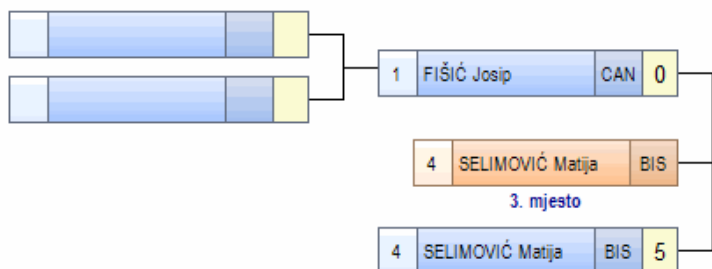 1 FIŠIĆ Josip CAN 0
4 SELIMOVIĆ Matija BIS
3. mjesto
4 SELIMOVIĆ Matija BIS 5